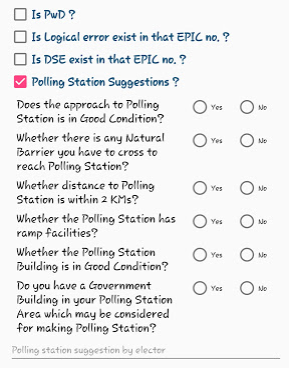 Is PwD ?
Is Logical error exist in that EPIC no. ?
Is DSE exist in that EPIC no. ?
Polling Station Suggestions ?
Does the approach to Polling Yes No
Station is in Good Condition?
Whether there is any Natural Yes No
Barrier you have to cross to
reach Polling Station?
Whether distance to Polling Yes No
Station is within 2 KMs?
Whether the Polling Station has Yes No
ramp facilities?
Whether the Polling Station Yes No
Building is in Good Condition?
Do you have a Government Yes No
Building in your Polling Station
Area which may be considered
for making Polling Station?
Polling station suggestion by elector